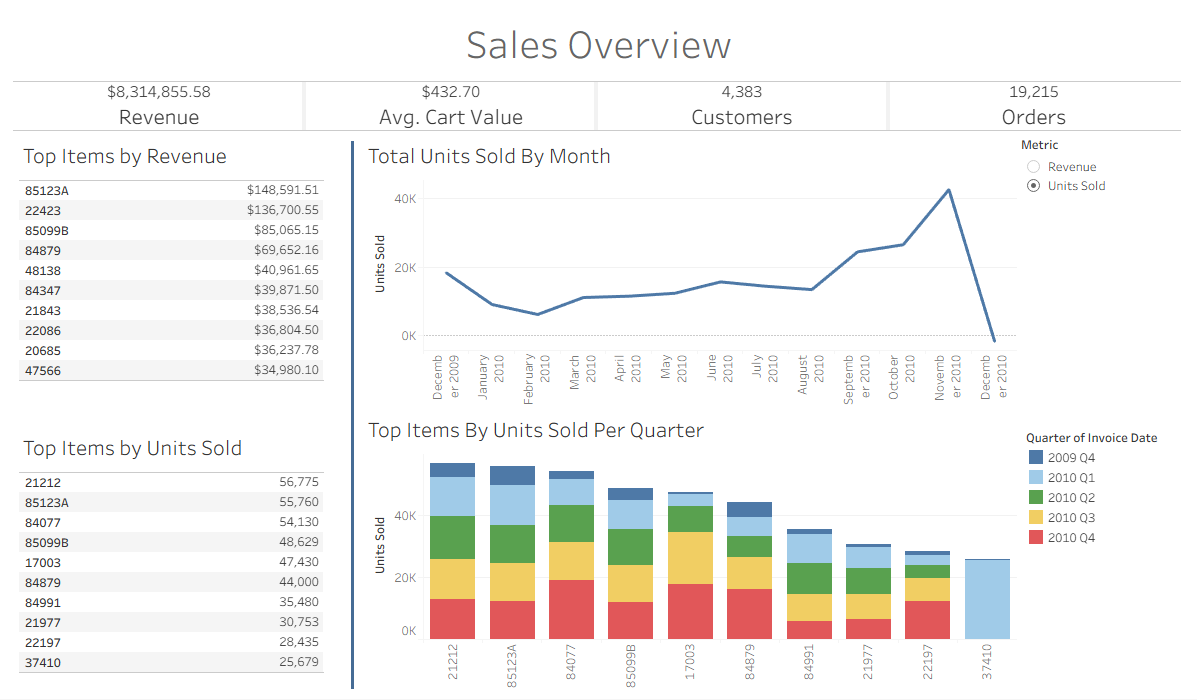 Sales Overview
$8,314,855.58
Revenue
$432.70
Avg. Cart Value
4,383
Customers
19,215
Orders
Top Items by Revenue
85123A $148,591.51
22423 $136,700.55
85099B $85,065.15
84879 $69,652.16
48138 $40,961.65
84347 $39,871.50
21843 $38,536.54
22086 $36,804.50
20685 $36,237.78
47566 $34,980.10
Top Items by Units Sold
21212 56,775
85123A 55,760
84077 54,130
85099B 48,629
17003 47,430
84879 44,000
84991 35,480
21977 30,753
22197 28,435
37410 25,679
Total Units Sold By Month
Units Sold
40K
20K
0K
Decemb
er 2009
January
2010
February
2010
March
2010
April
2010
May
2010
June
2010
July
2010
August
2010
Septemb
er 2010
October
2010
Novemb
er 2010
Decemb
er 2010
Metric
Revenue
Units Sold
Top Items By Units Sold Per Quarter
Units Sold
40K
20K
0K
21212
85123A
84077
85099B
17003
84879
84991
21977
22197
37410
Quarter of Invoice Date
2009 Q4
2010 Q1
2010 Q2
2010 Q3
2010 Q4